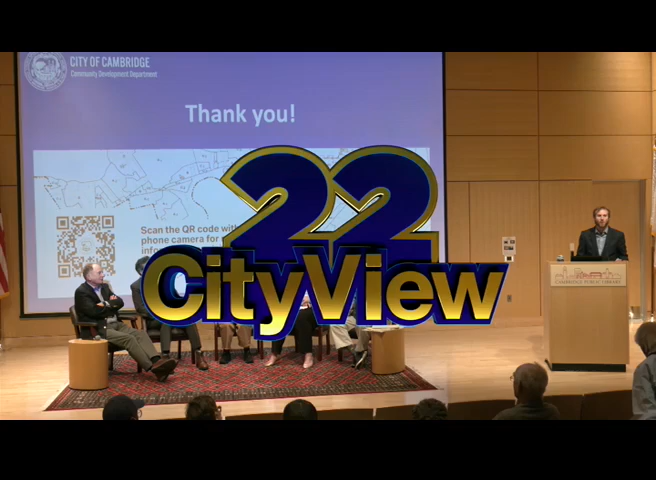 CITY OF CAMBRIDGE
Community Development Department
Thank you!
Scan the QR code with
phone camera for
22
CityView
CAMBRIDGE PUBLIC LIBRARY